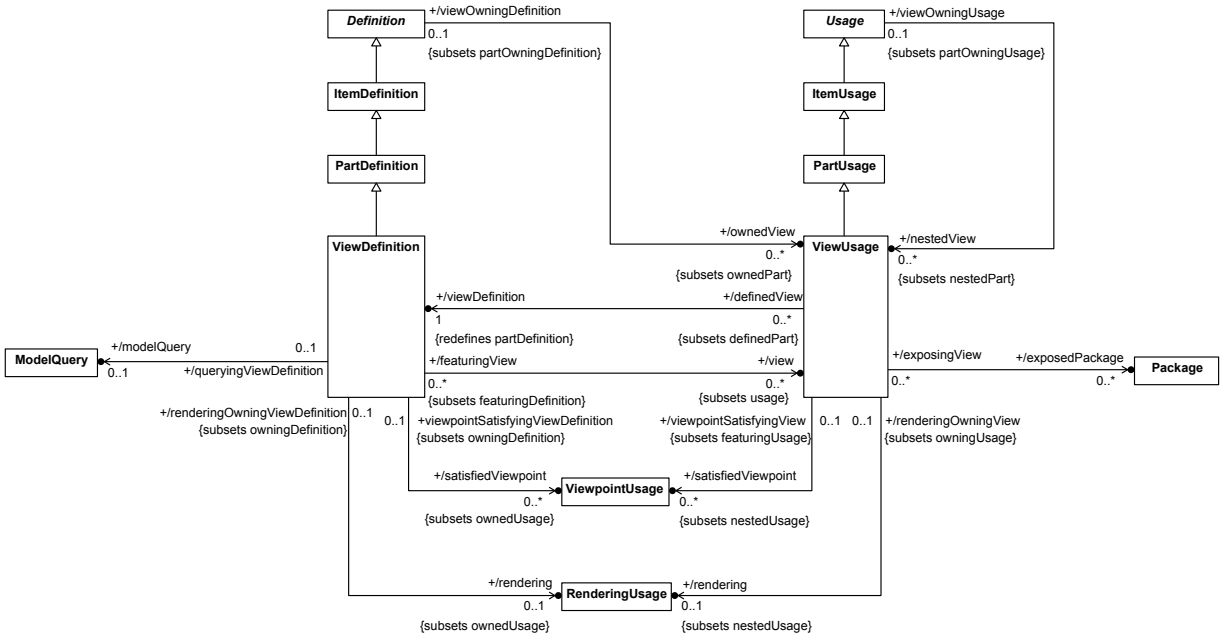 Definition
+/viewOwningDefinition
0..1
{subsets partOwningDefinition}
Usage
+/viewOwningUsage
0..1
{subsets partOwningUsage}
ItemDefinition
ItemUsage
PartDefinition
PartUsage
ViewDefinition
+/ownedView
0..*
{subsets ownedPart}
ViewUsage
+/nestedView
0..*
{subsets nestedPart}
+/viewDefinition
1
{redefines partDefinition}
+/definedView
0..*
{subsets definedPart}
ModelQuery
+/modelQuery
0..1
0..1
+/queryingViewDefinition
+/featuringView
0..*
{subsets featuringDefinition}
+/view
0..*
{subsets usage}
+/exposingView
0..*
+/exposedPackage
0..*
Package
+/renderingOwningViewDefinition
0..1
{subsets owningDefinition}
0..1
+viewpointSatisfyingViewDefinition
{subsets owningDefinition}
+/viewpointSatisfyingView
0..1
{subsets featuringUsage}
0..1
+/renderingOwningView
{subsets owningUsage}
+/satisfiedViewpoint
0..*
{subsets ownedUsage}
ViewpointUsage
+/satisfiedViewpoint
0..*
{subsets nestedUsage}
+/rendering
0..1
{subsets ownedUsage}
RenderingUsage
+/rendering
0..1
{subsets nestedUsage}